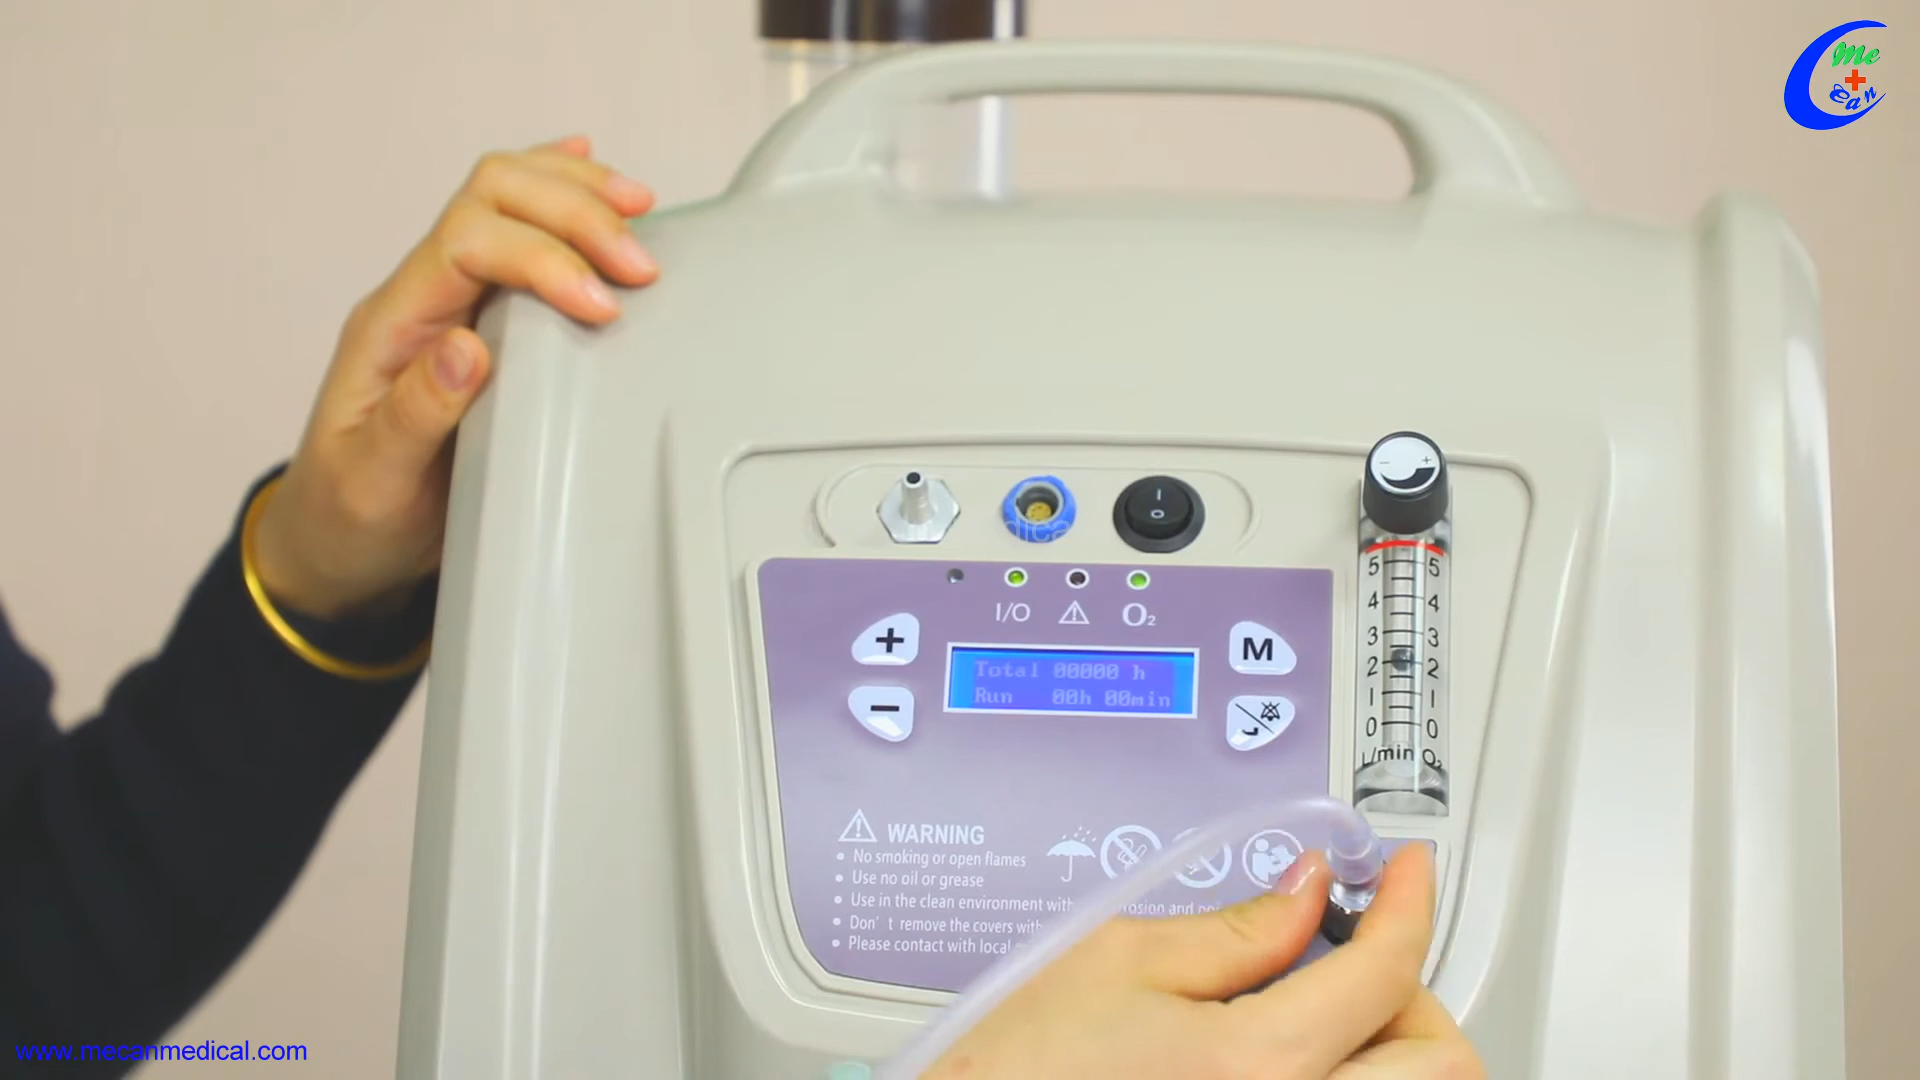 Me
Can
I
O
- +
I/O O₂
+ M
Total 00000 h
Run 00h 00min
-
5 5
4 4
3 3
2 2
1 1
0 0
L/min O₂
WARNING
• No smoking or open flames
• Use no oil or grease
• Use in the clean environment with
• Don't remove the covers with
• Please contact with local
www.mecanmedical.com